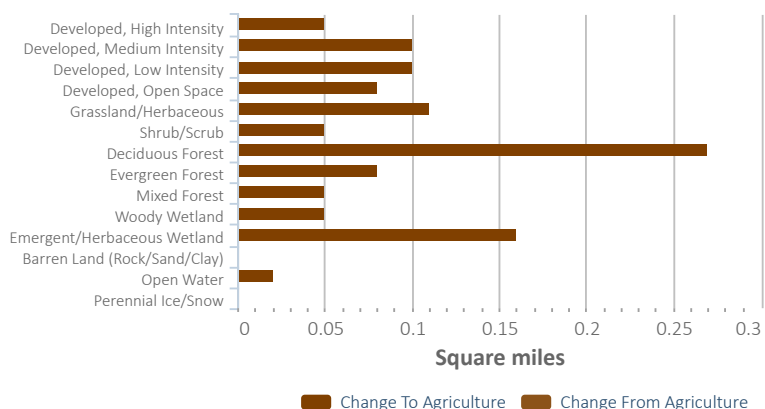 Developed, High Intensity
Developed, Medium Intensity
Developed, Low Intensity
Developed, Open Space
Grassland/Herbaceous
Shrub/Scrub
Deciduous Forest
Evergreen Forest
Mixed Forest
Woody Wetland
Emergent/Herbaceous Wetland
Barren Land (Rock/Sand/Clay)
Open Water
Perennial Ice/Snow
0 0.05 0.1 0.15 0.2 0.25 0.3
Square miles
Change To Agriculture Change From Agriculture